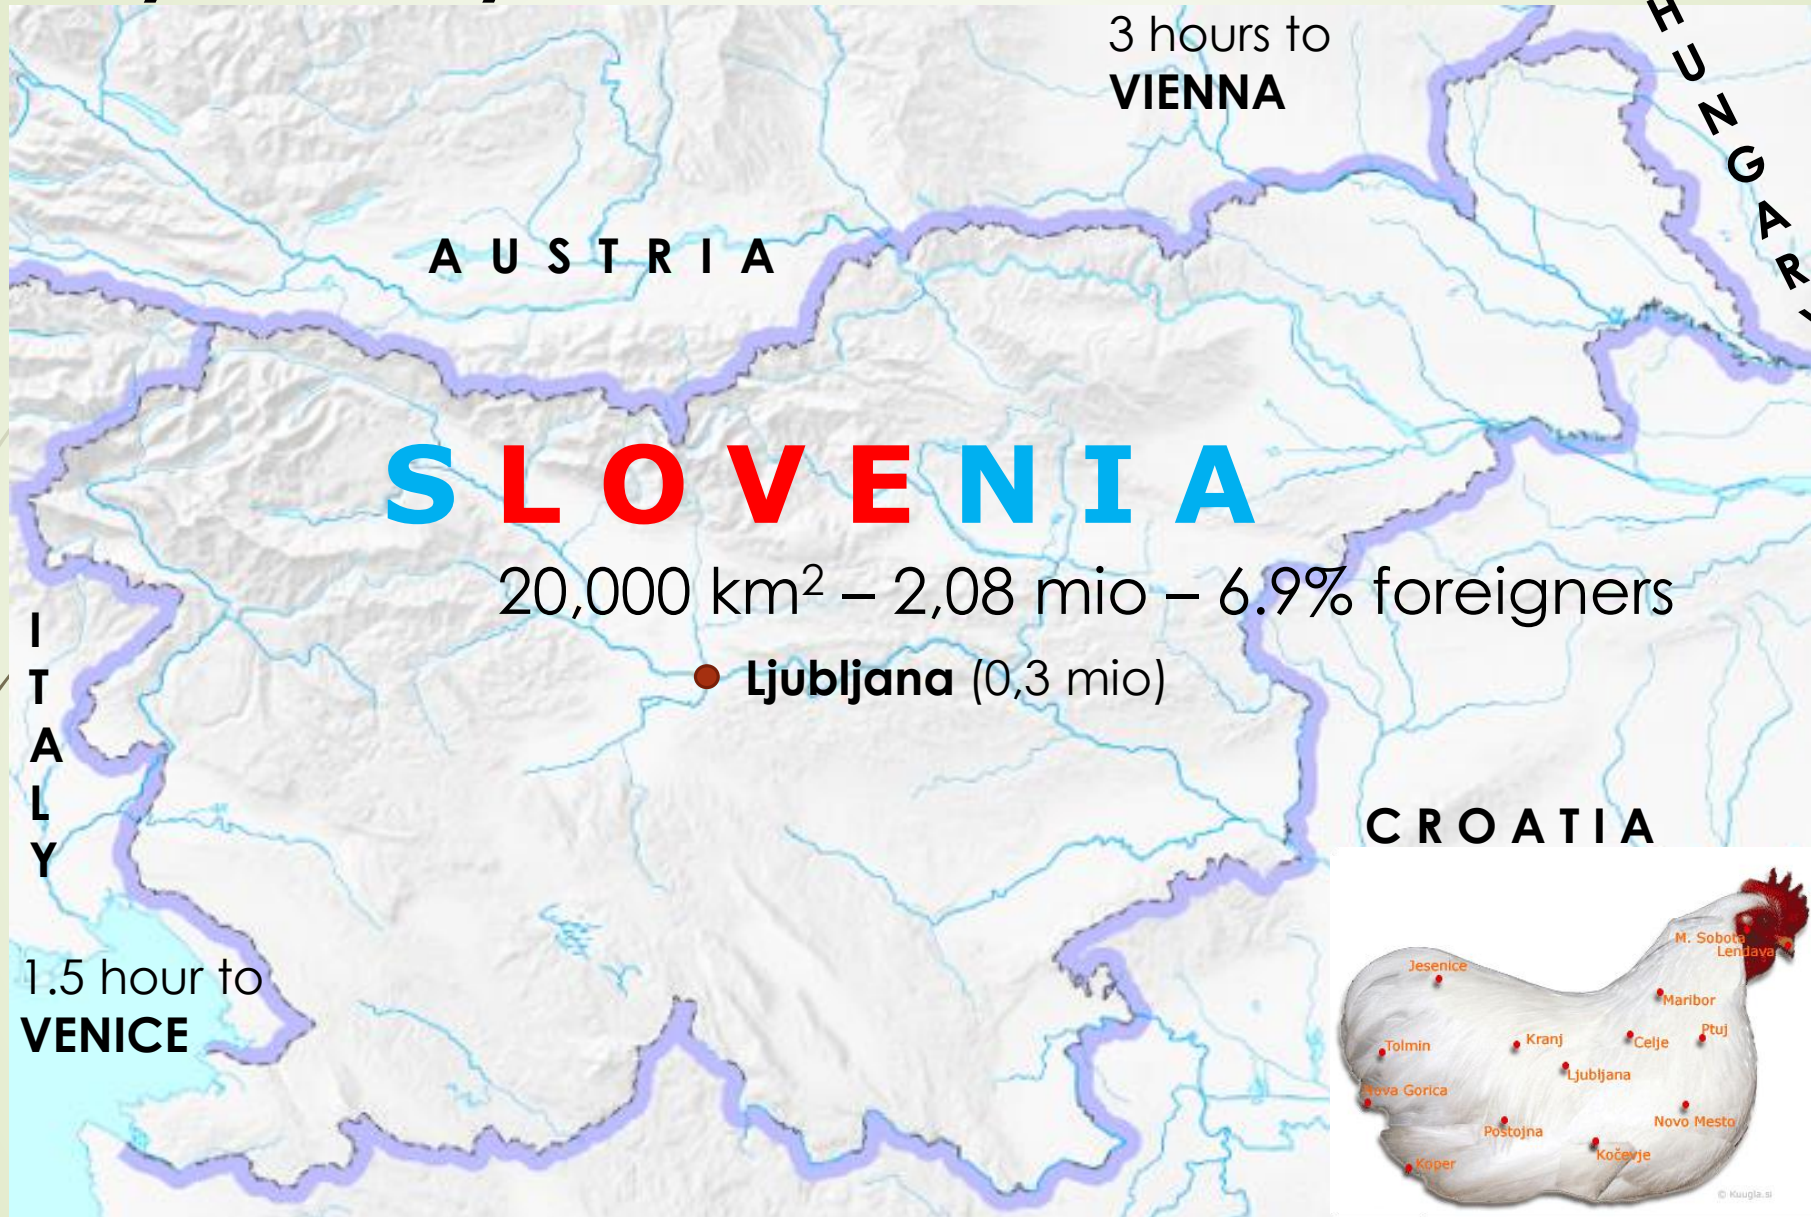 3 hours to
VIENNA
HUNGARY
AUSTRIA
SLOVENIA
20,000 km² – 2,08 mio – 6.9% foreigners
Ljubljana (0,3 mio)
ITALY
CROATIA
1.5 hour to
VENICE
M. Sobota
Lendava
Jesenice
Maribor
Ptuj
Kranj
Celje
Tolmin
Ljubljana
Nova Gorica
Novo Mesto
Postojna
Kočevje
Koper
© Kuugla.si